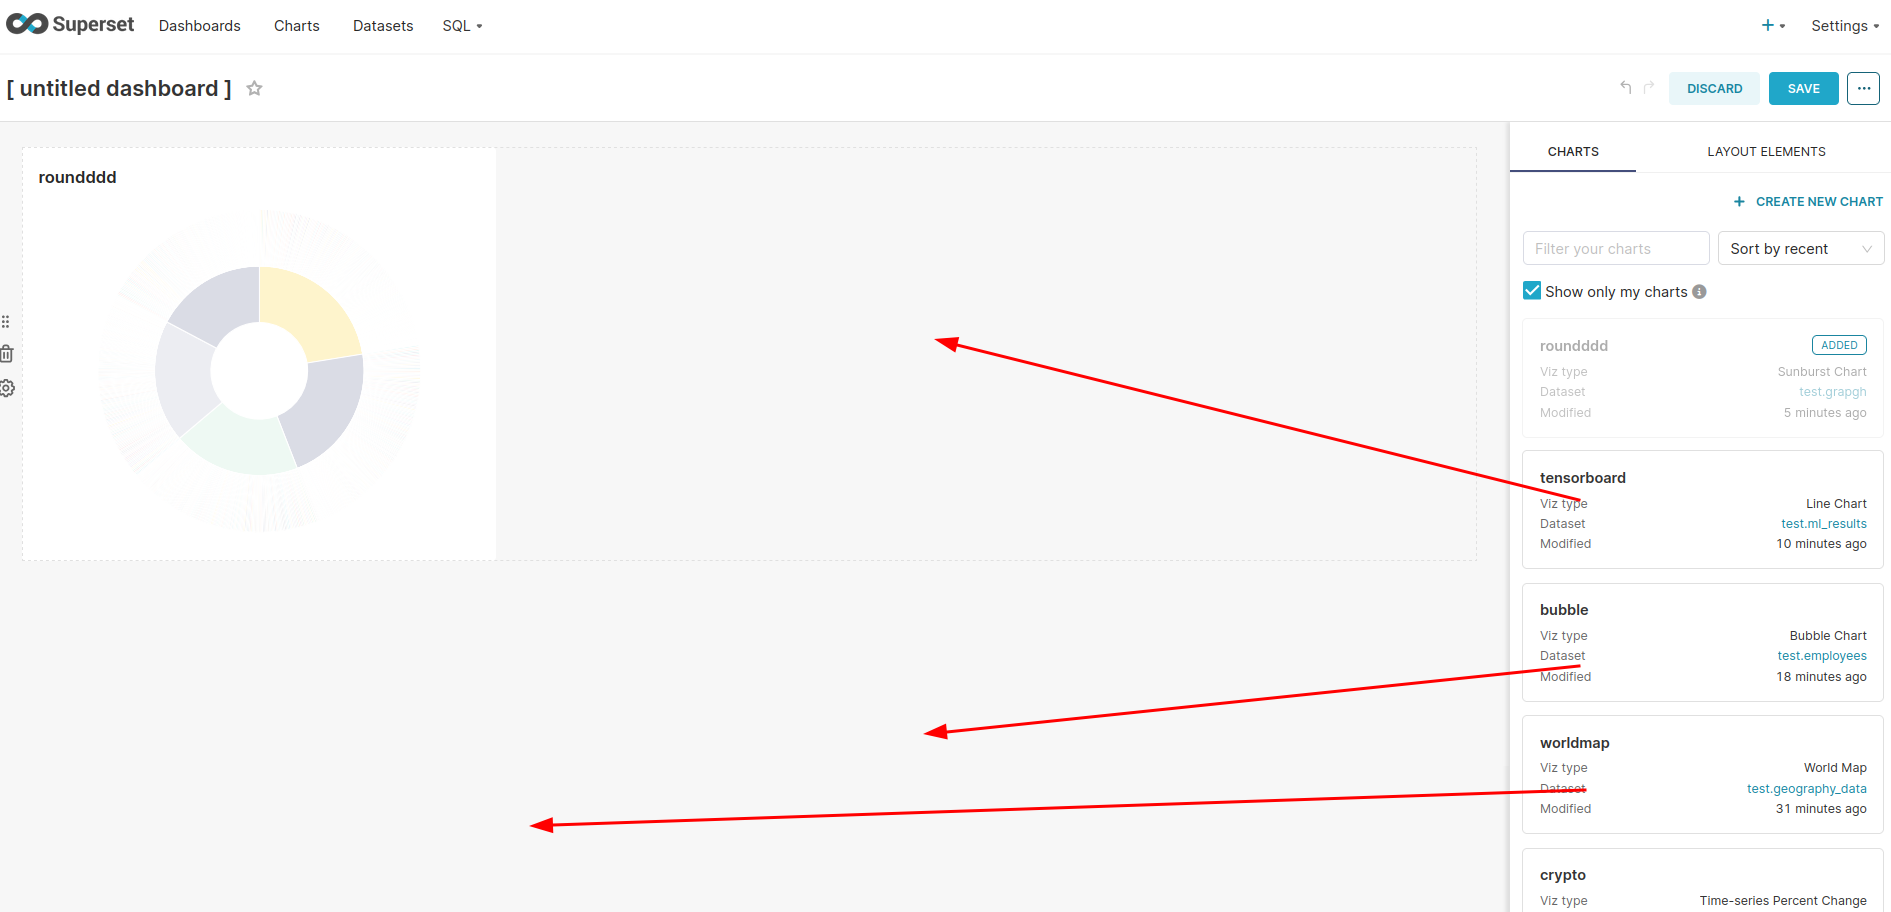 Superset Dashboards Charts Datasets SQL Settings
[ untitled dashboard ] DISCARD SAVE
roundddd
CHARTS LAYOUT ELEMENTS
+ CREATE NEW CHART
Filter your charts Sort by recent
Show only my charts
roundddd ADDED
Viz type Sunburst Chart
Dataset test.grapgh
Modified 5 minutes ago
tensorboard
Viz type Line Chart
Dataset test.ml_results
Modified 10 minutes ago
bubble
Viz type Bubble Chart
Dataset test.employees
Modified 18 minutes ago
worldmap
Viz type World Map
Dataset test.geography_data
Modified 31 minutes ago
crypto
Viz type Time-series Percent Change